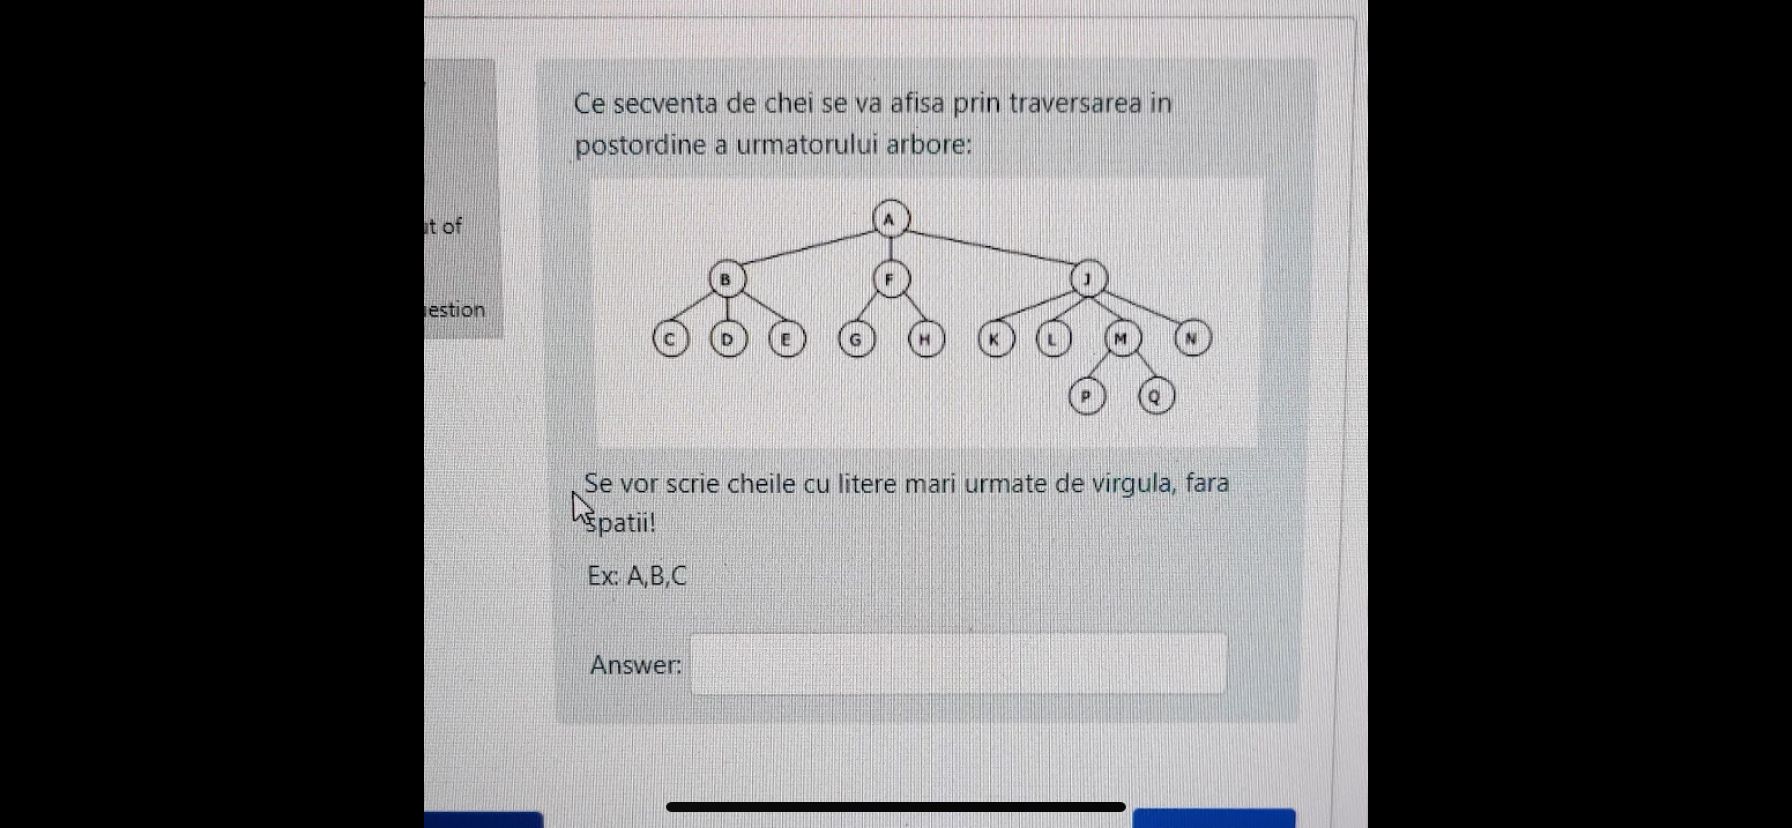 Ce secventa de chei se va afisa prin traversarea in
postordine a urmatorului arbore:
A
B F J
C D E G H K L M N
P Q
t of
estion
Se vor scrie cheile cu litere mari urmate de virgula, fara
spatii!
Ex: A,B,C
Answer: